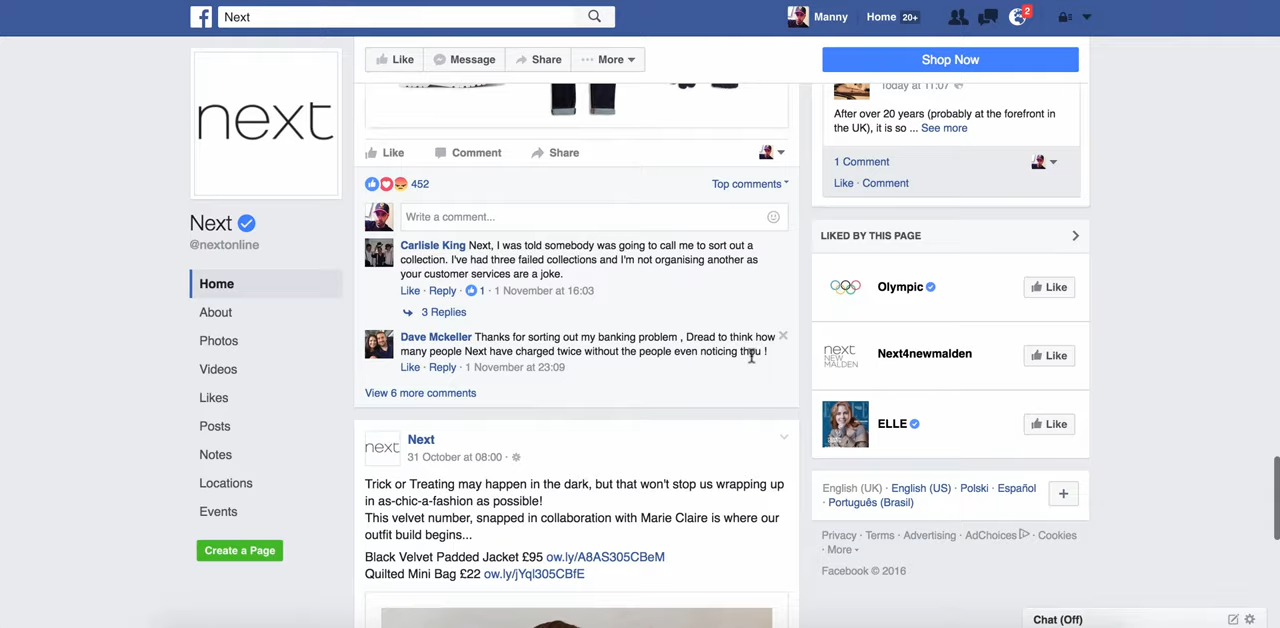 Next
Manny
Home 20+
2
Like
Message
Share
More
Shop Now
next
Next
@nextonline
Home
About
Photos
Videos
Likes
Posts
Notes
Locations
Events
Create a Page
Like
Comment
Share
452
Top comments
Write a comment...
Carlisle King Next, I was told somebody was going to call me to sort out a
collection. I've had three failed collections and I'm not organising another as
your customer services are a joke.
Like · Reply · 1 · 1 November at 16:03
3 Replies
Dave Mckeller Thanks for sorting out my banking problem , Dread to think how
many people Next have charged twice without the people even noticing thru !
Like · Reply · 1 November at 23:09
View 6 more comments
next
Next
31 October at 08:00 ·
Trick or Treating may happen in the dark, but that won't stop us wrapping up
in as-chic-a-fashion as possible!
This velvet number, snapped in collaboration with Marie Claire is where our
outfit build begins...
Black Velvet Padded Jacket £95 ow.ly/A8AS305CBeM
Quilted Mini Bag £22 ow.ly/jYql305CBfE
Today at 11:07
After over 20 years (probably at the forefront in
the UK), it is so ... See more
1 Comment
Like · Comment
LIKED BY THIS PAGE
Olympic
Like
next
NEW
MALDEN
Next4newmalden
Like
ELLE
Like
English (UK) · English (US) · Polski · Español
· Português (Brasil)
Privacy · Terms · Advertising · AdChoices · Cookies
· More
Facebook © 2016
Chat (Off)